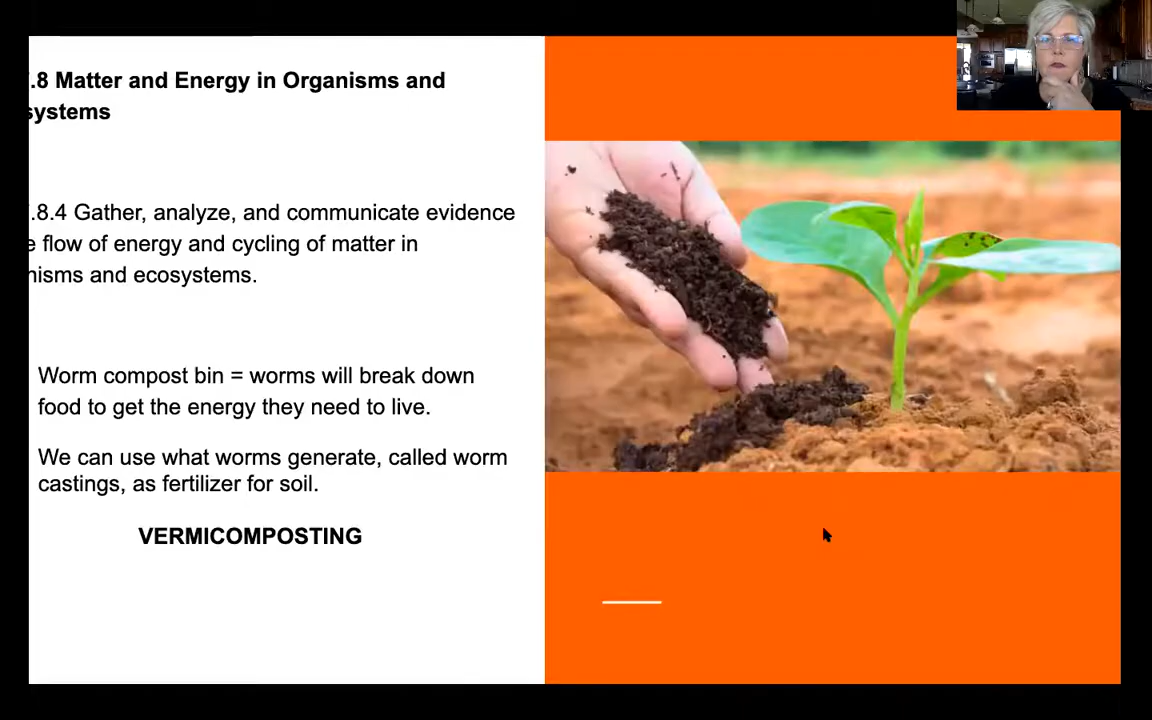 .8 Matter and Energy in Organisms and
systems
.8.4 Gather, analyze, and communicate evidence
e flow of energy and cycling of matter in
nisms and ecosystems.
Worm compost bin = worms will break down
food to get the energy they need to live.
We can use what worms generate, called worm
castings, as fertilizer for soil.
VERMICOMPOSTING